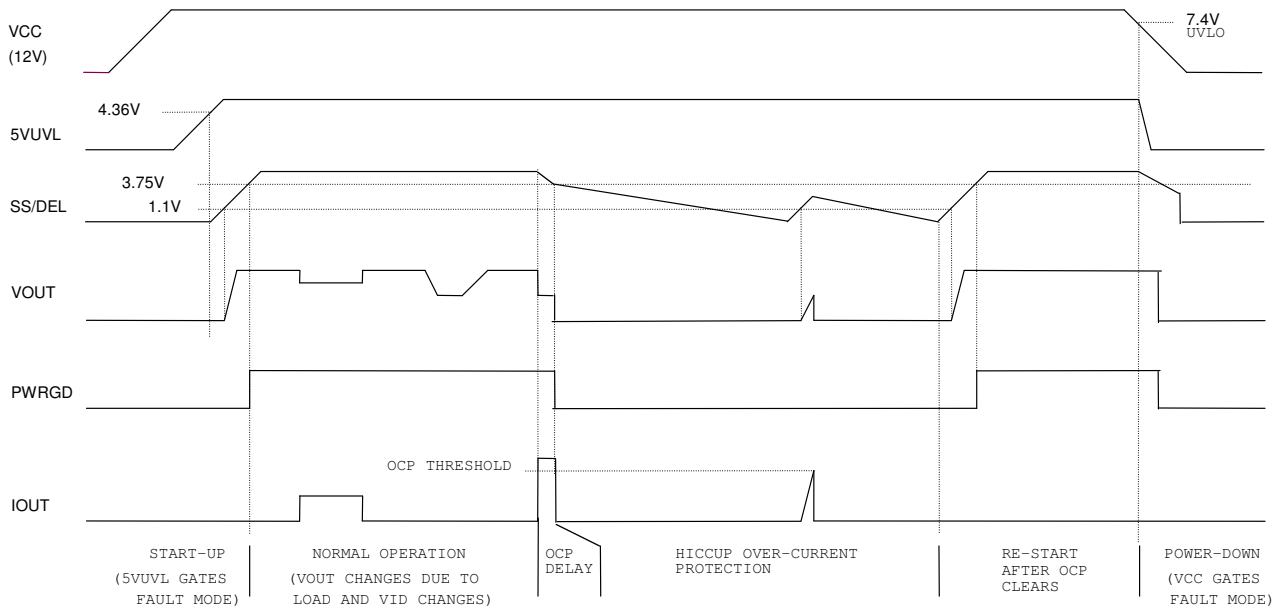 VCC
(12V)
7.4V
UVLO
4.36V
5VUVL
3.75V
SS/DEL
1.1V
VOUT
PWRGD
OCP THRESHOLD
IOUT
START-UP
(5VUVL GATES
FAULT MODE)
NORMAL OPERATION
(VOUT CHANGES DUE TO
LOAD AND VID CHANGES)
OCP
DELAY
HICCUP OVER-CURRENT
PROTECTION
RE-START
AFTER OCP
CLEARS
POWER-DOWN
(VCC GATES
FAULT MODE)